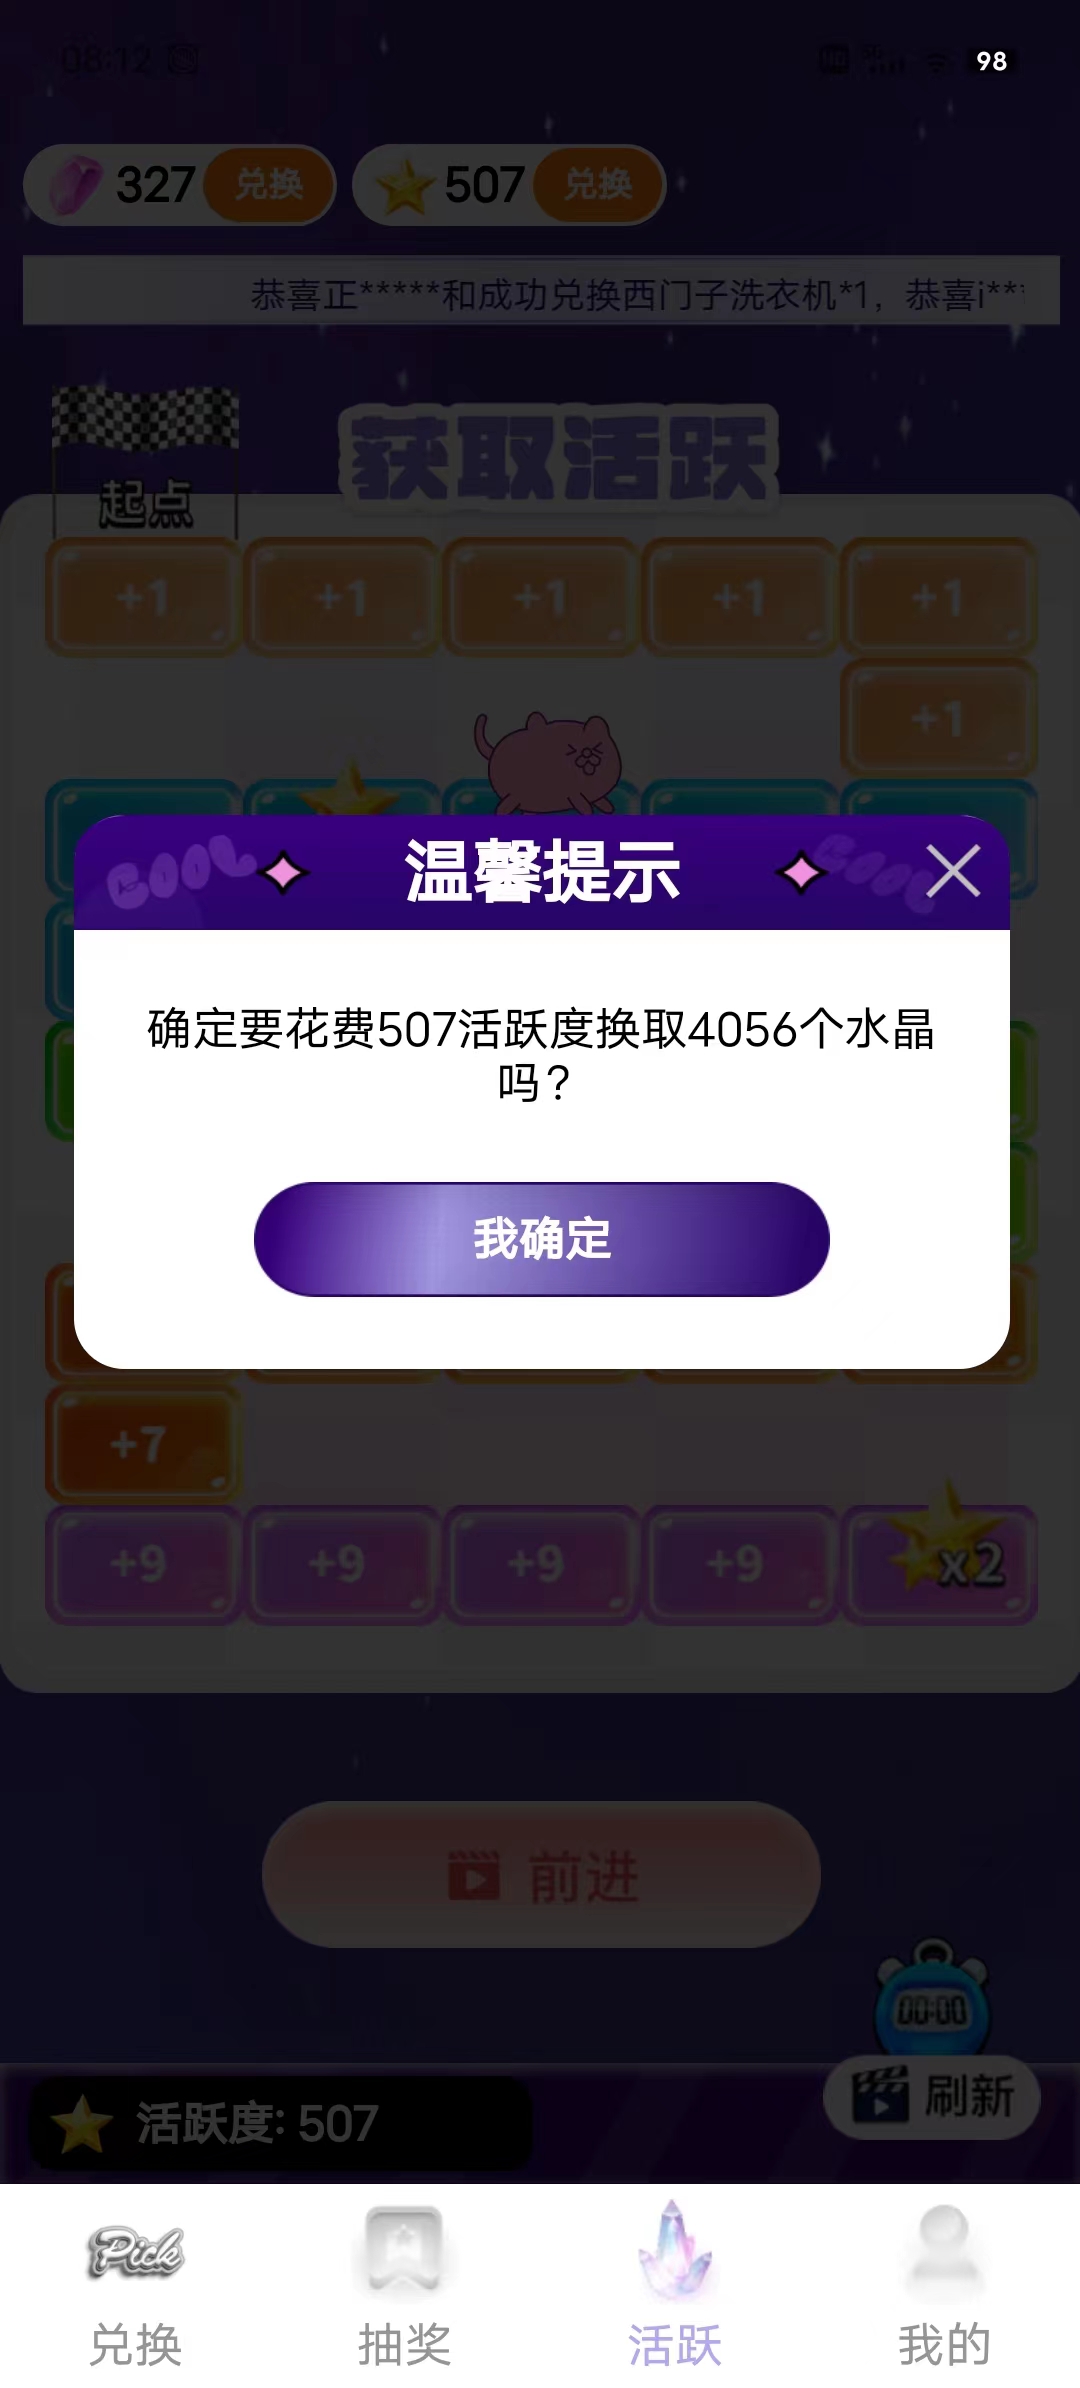 08:12
98
327 兑换 507 兑换
恭喜正*****和成功兑换西门子洗衣机*1，恭喜i**
获取活跃
起点
+1 +1 +1 +1 +1
+1
COOL 温馨提示 COOL
确定要花费507活跃度换取4056个水晶
吗？
我确定
+7
+9 +9 +9 +9 x2
前进
00:00
刷新
活跃度: 507
Pick
兑换 抽奖 活跃 我的